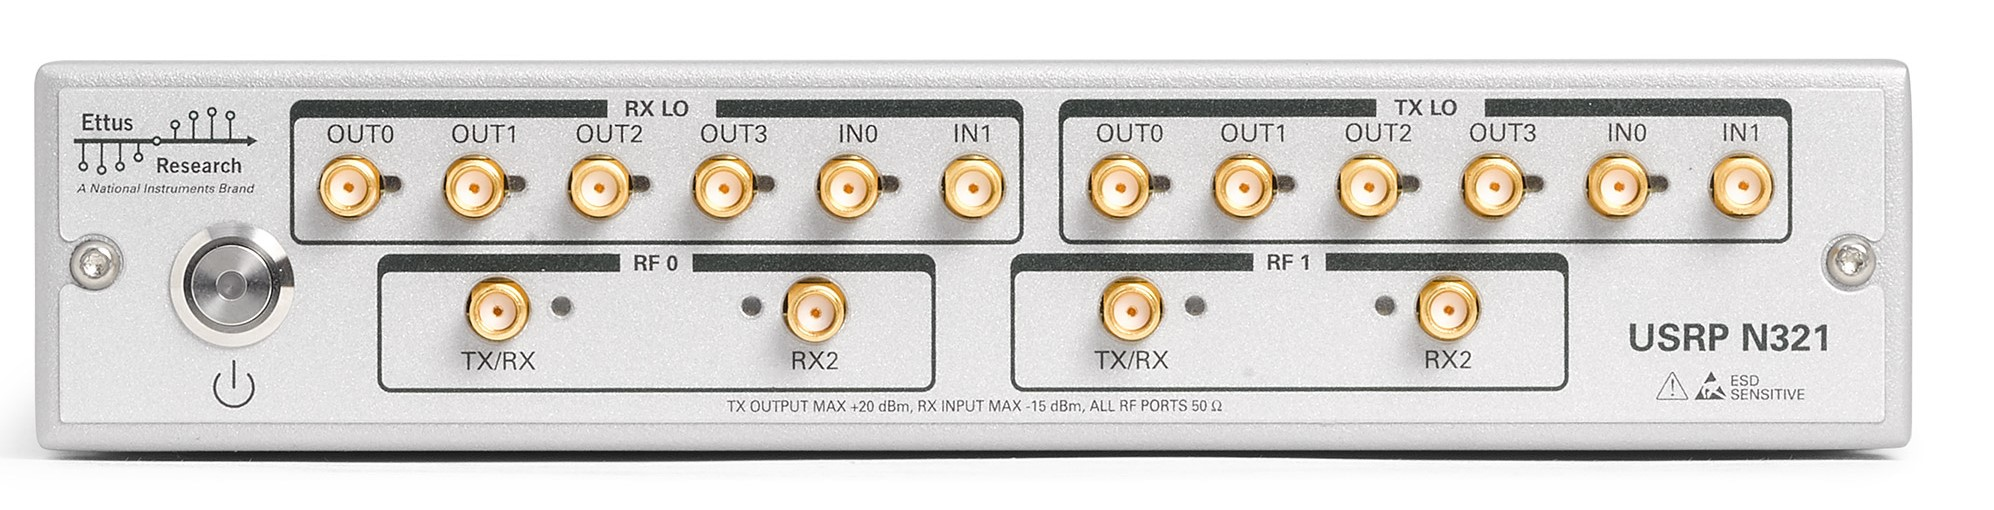 Ettus
Research
A National Instruments Brand
RX LO
OUT0 OUT1 OUT2 OUT3 IN0 IN1
TX LO
OUT0 OUT1 OUT2 OUT3 IN0 IN1
RF 0
TX/RX RX2
RF 1
TX/RX RX2
USRP N321
ESD
SENSITIVE
TX OUTPUT MAX +20 dBm, RX INPUT MAX -15 dBm, ALL RF PORTS 50 Ω